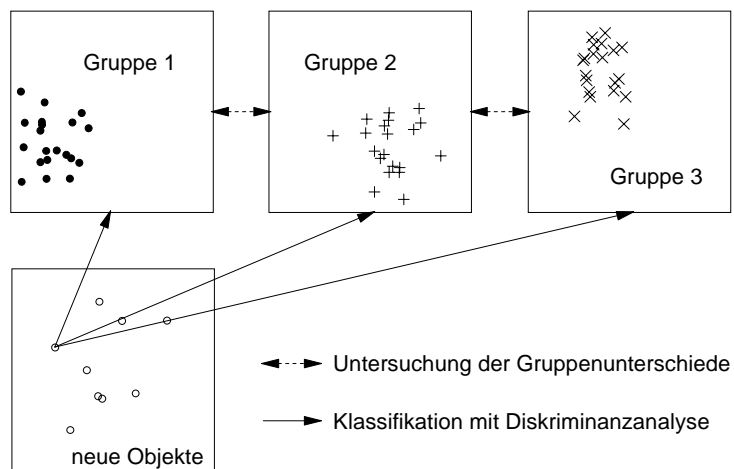 Gruppe 1
Gruppe 2
Gruppe 3
Untersuchung der Gruppenunterschiede
Klassifikation mit Diskriminanzanalyse
neue Objekte